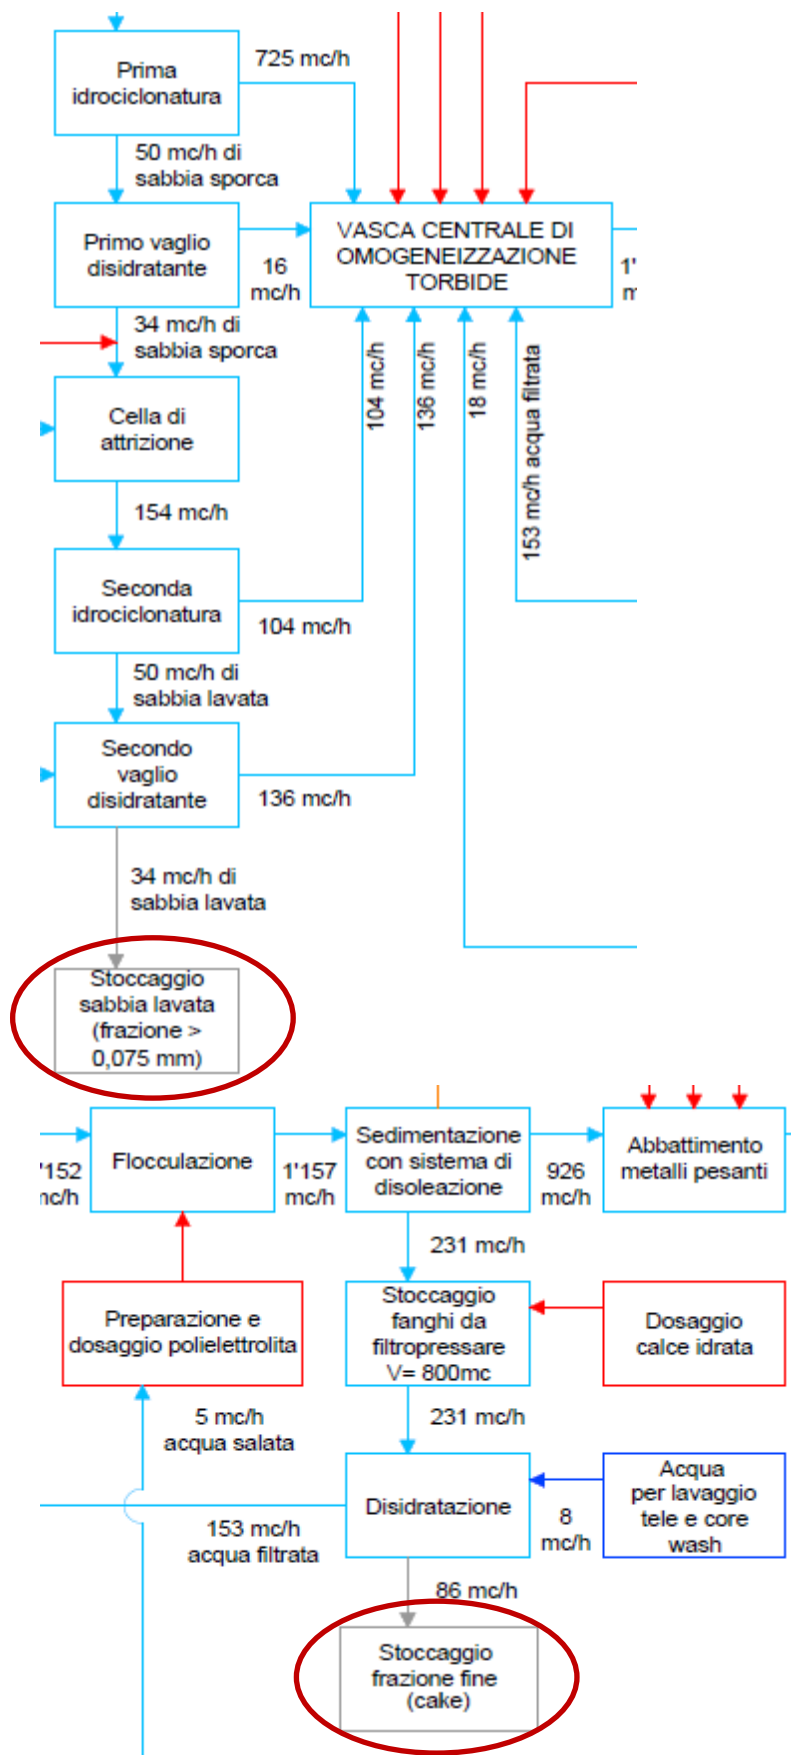 Prima
idrociclonatura
725 mc/h
50 mc/h di
sabbia sporca
Primo vaglio
disidratante
16
mc/h
VASCA CENTRALE DI
OMOGENEIZZAZIONE
TORBIDE
1'
34 mc/h di
sabbia sporca
Cella di
attrizione
104 mc/h
136 mc/h
18 mc/h
153 mc/h acqua filtrata
154 mc/h
Seconda
idrociclonatura
104 mc/h
50 mc/h di
sabbia lavata
Secondo
vaglio
disidratante
136 mc/h
34 mc/h di
sabbia lavata
Stoccaggio
sabbia lavata
(frazione >
0,075 mm)
'152
mc/h
Flocculazione
1'157
mc/h
Sedimentazione
con sistema di
disoleazione
926
mc/h
Abbattimento
metalli pesanti
231 mc/h
Preparazione e
dosaggio polielettrolita
Stoccaggio
fanghi da
filtropressare
V= 800mc
Dosaggio
calce idrata
5 mc/h
acqua salata
231 mc/h
Disidratazione
8
mc/h
Acqua
per lavaggio
tele e core
wash
153 mc/h
acqua filtrata
86 mc/h
Stoccaggio
frazione fine
(cake)